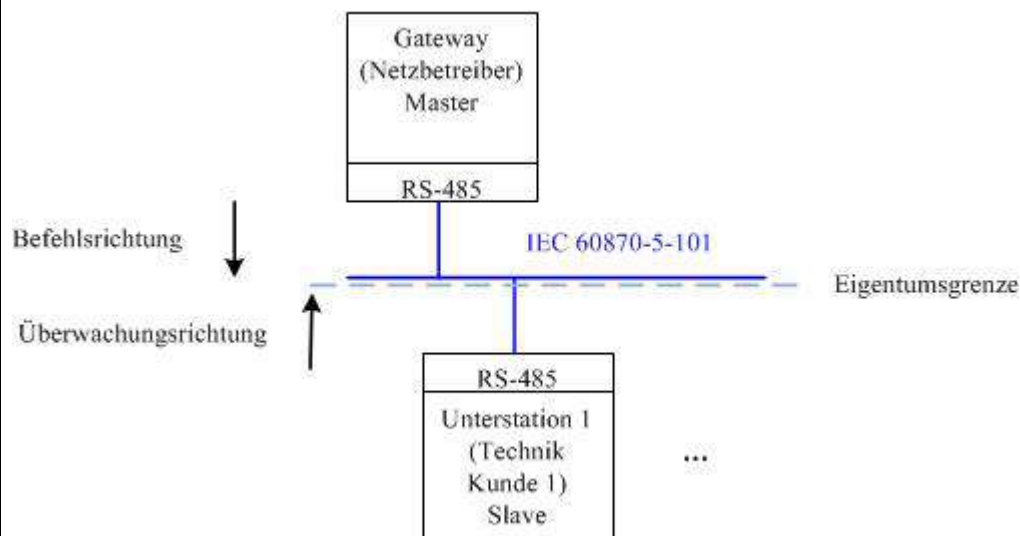 Gateway
(Netzbetreiber)
Master
RS-485
Befehlsrichtung
IEC 60870-5-101
Eigentumsgrenze
Überwachungsrichtung
RS-485
Unterstation 1
(Technik
Kunde 1)
Slave
...